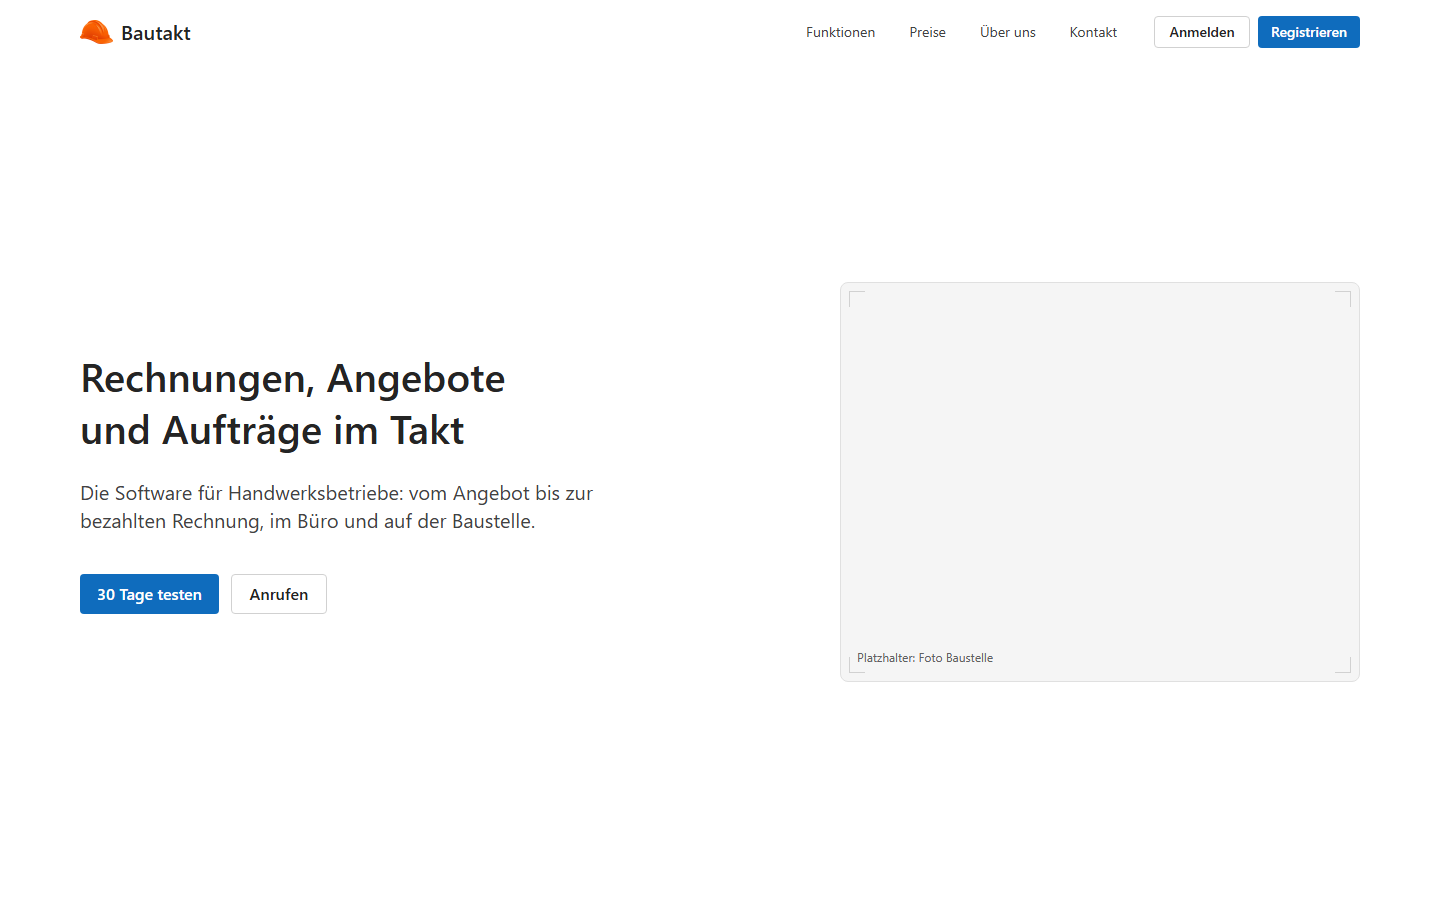 Bautakt
Funktionen
Preise
Über uns
Kontakt
Anmelden
Registrieren
Rechnungen, Angebote
und Aufträge im Takt
Die Software für Handwerksbetriebe: vom Angebot bis zur
bezahlten Rechnung, im Büro und auf der Baustelle.
30 Tage testen
Anrufen
Platzhalter: Foto Baustelle